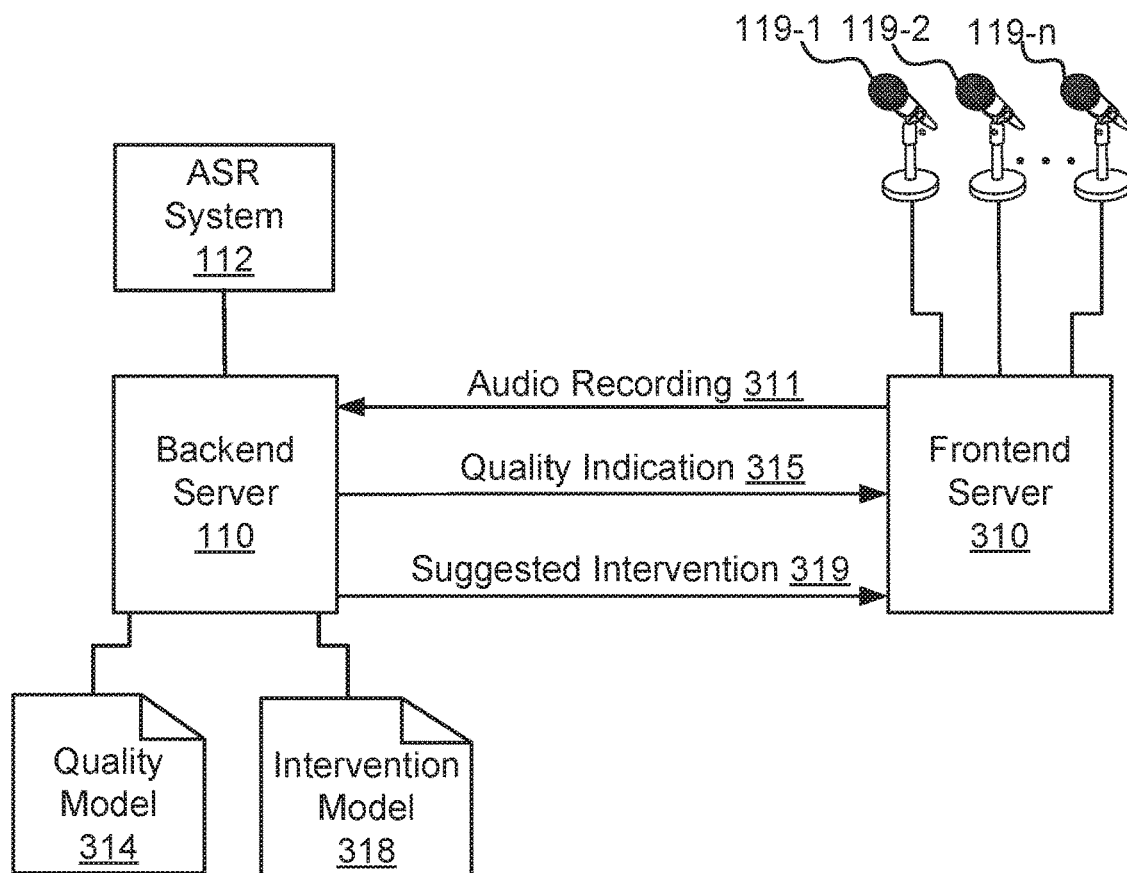 119-1 119-2 119-n
ASR
System
112
Audio Recording 311
Backend
Server
110
Quality Indication 315
Frontend
Server
310
Suggested Intervention 319
Quality
Model
314
Intervention
Model
318